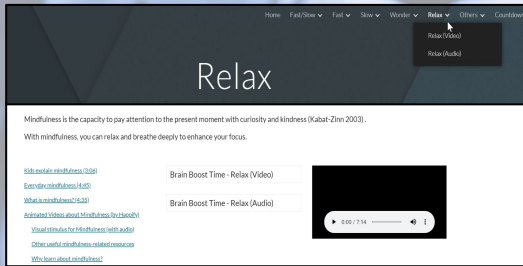 Home Fast/Slow Fast Slow Wonder Relax Others Countdown
Relax (Video)
Relax (Audio)
Relax
Mindfulness is the capacity to pay attention to the present moment with curiosity and kindness (Kabat-Zinn 2003) .
With mindfulness, you can relax and breathe deeply to enhance your focus.
Kids explain mindfulness (3:06)
Everyday mindfulness (4:45)
What is mindfulness? (4:35)
Animated Videos about Mindfulness (by Happify)
Visual stimulus for Mindfulness (with audio)
Other useful mindfulness-related resources
Why learn about mindfulness?
Brain Boost Time - Relax (Video)
Brain Boost Time - Relax (Audio)
0:00 / 7:14